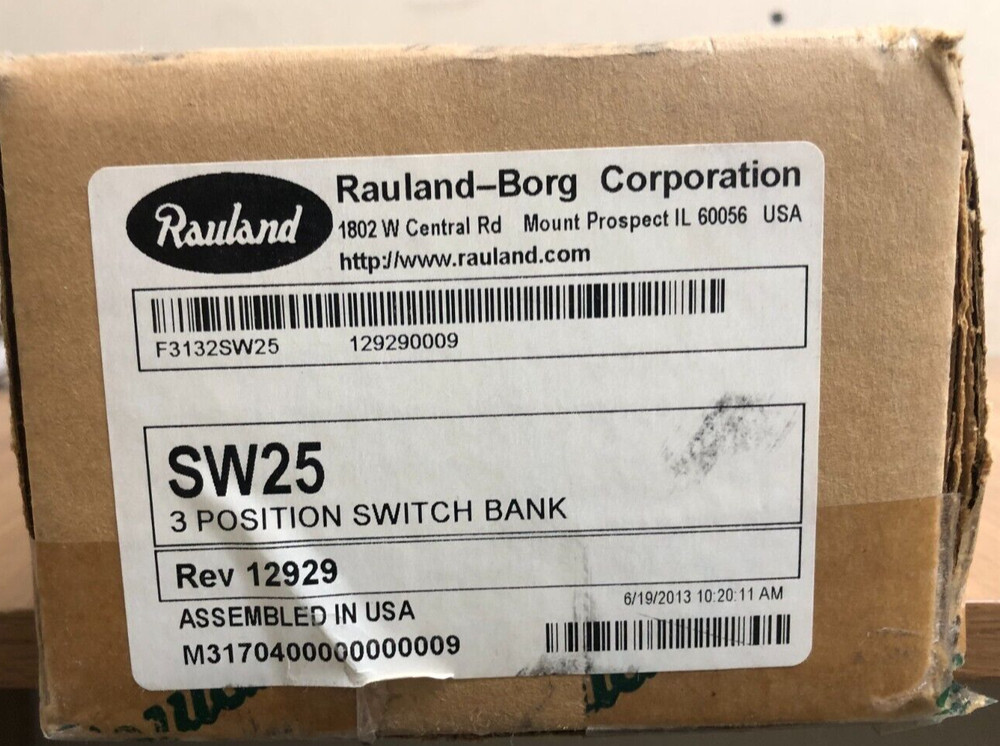 Rauland
Rauland–Borg Corporation
1802 W Central Rd Mount Prospect IL 60056 USA
http://www.rauland.com
F3132SW25 129290009
SW25
3 POSITION SWITCH BANK
Rev 12929
ASSEMBLED IN USA
6/19/2013 10:20:11 AM
M3170400000000009